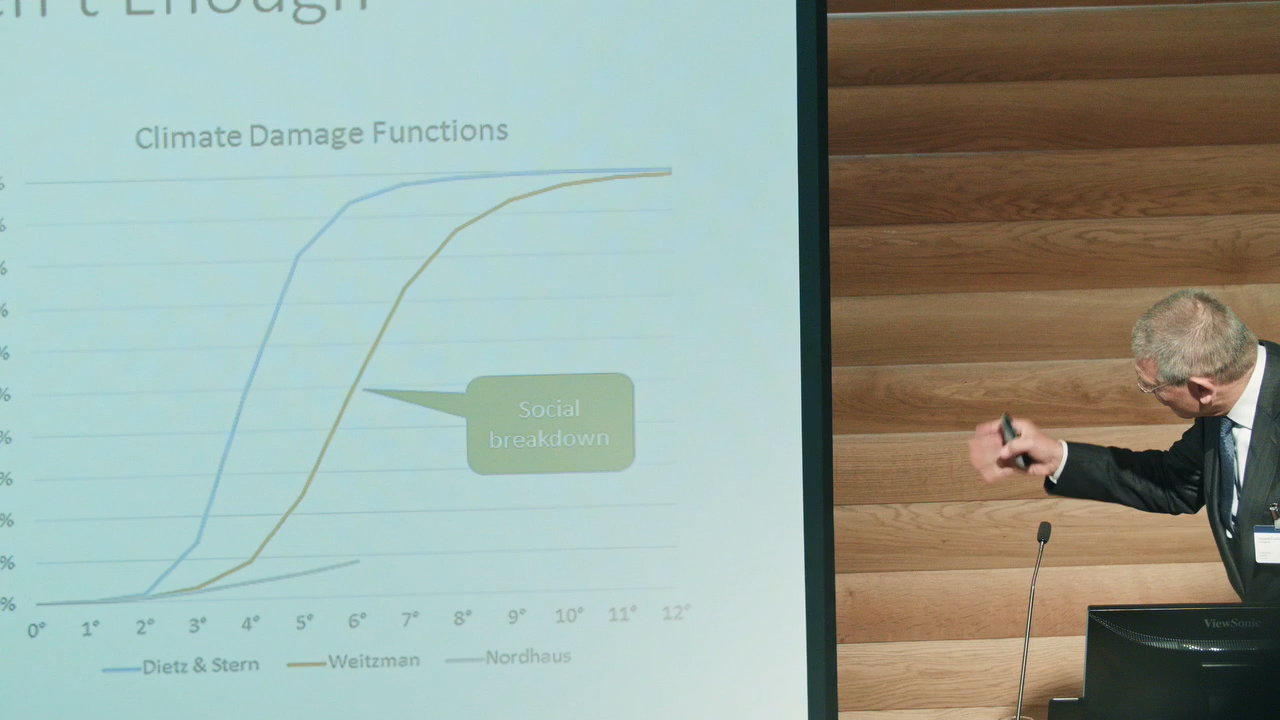 n't Enough
Climate Damage Functions
%
%
%
%
%
%
%
%
%
%
%
Social
breakdown
0° 1° 2° 3° 4° 5° 6° 7° 8° 9° 10° 11° 12°
Dietz & Stern Weitzman Nordhaus
ViewSonic